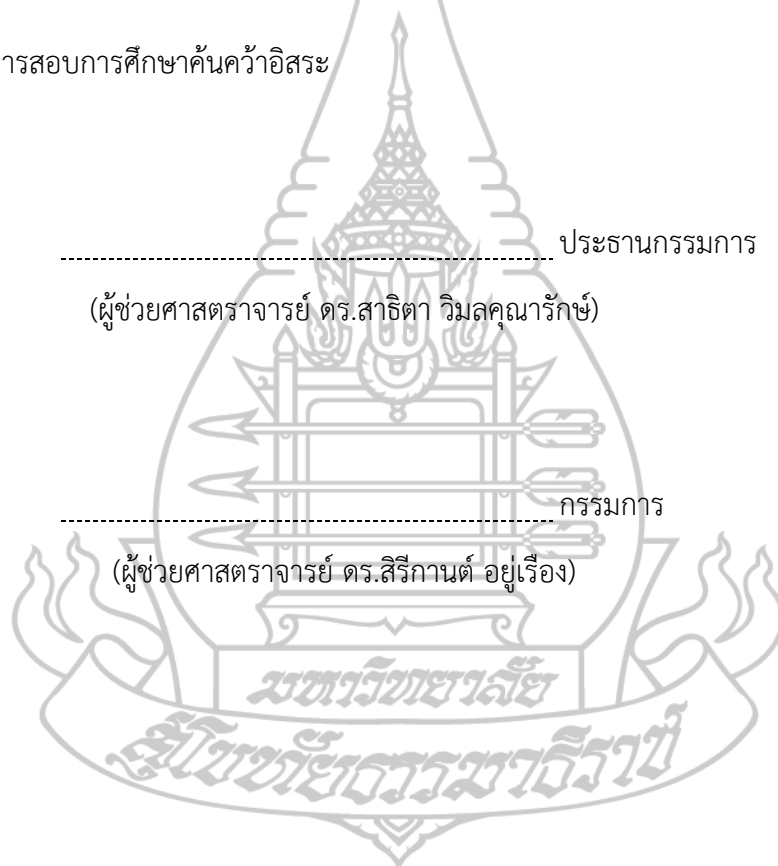 ารสอบการศึกษาค้นคว้าอิสระ
ประธานกรรมการ
(ผู้ช่วยศาสตราจารย์ ดร.สาธิตา วิมลคุณารักษ์)
กรรมการ
(ผู้ช่วยศาสตราจารย์ ดร.สิรีกานต์ อยู่เรือง)
มหาวิทยาลัย
สุโขทัยธรรมาธิราช